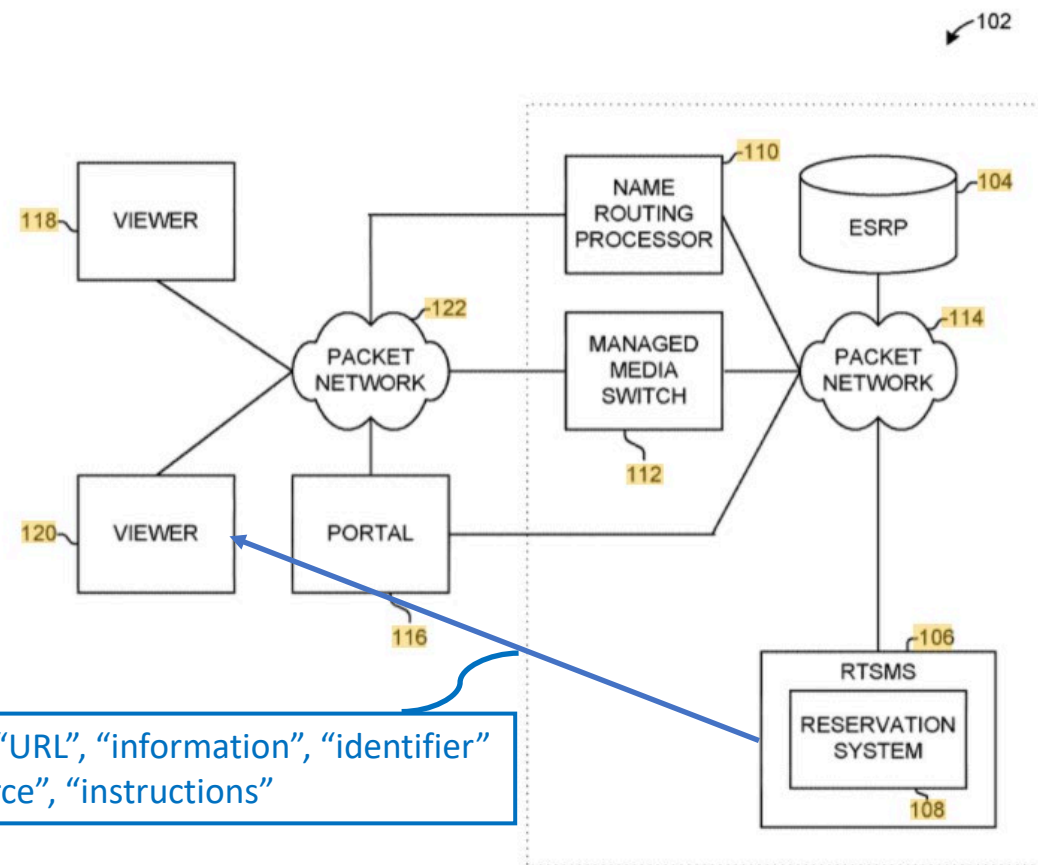 102
110
NAME
ROUTING
PROCESSOR
104
ESRP
118
VIEWER
122
PACKET
NETWORK
MANAGED
MEDIA
SWITCH
112
114
PACKET
NETWORK
120
VIEWER
PORTAL
116
106
RTSMS
RESERVATION
SYSTEM
108
“URL”, “information”, “identifier”
”, “instructions”